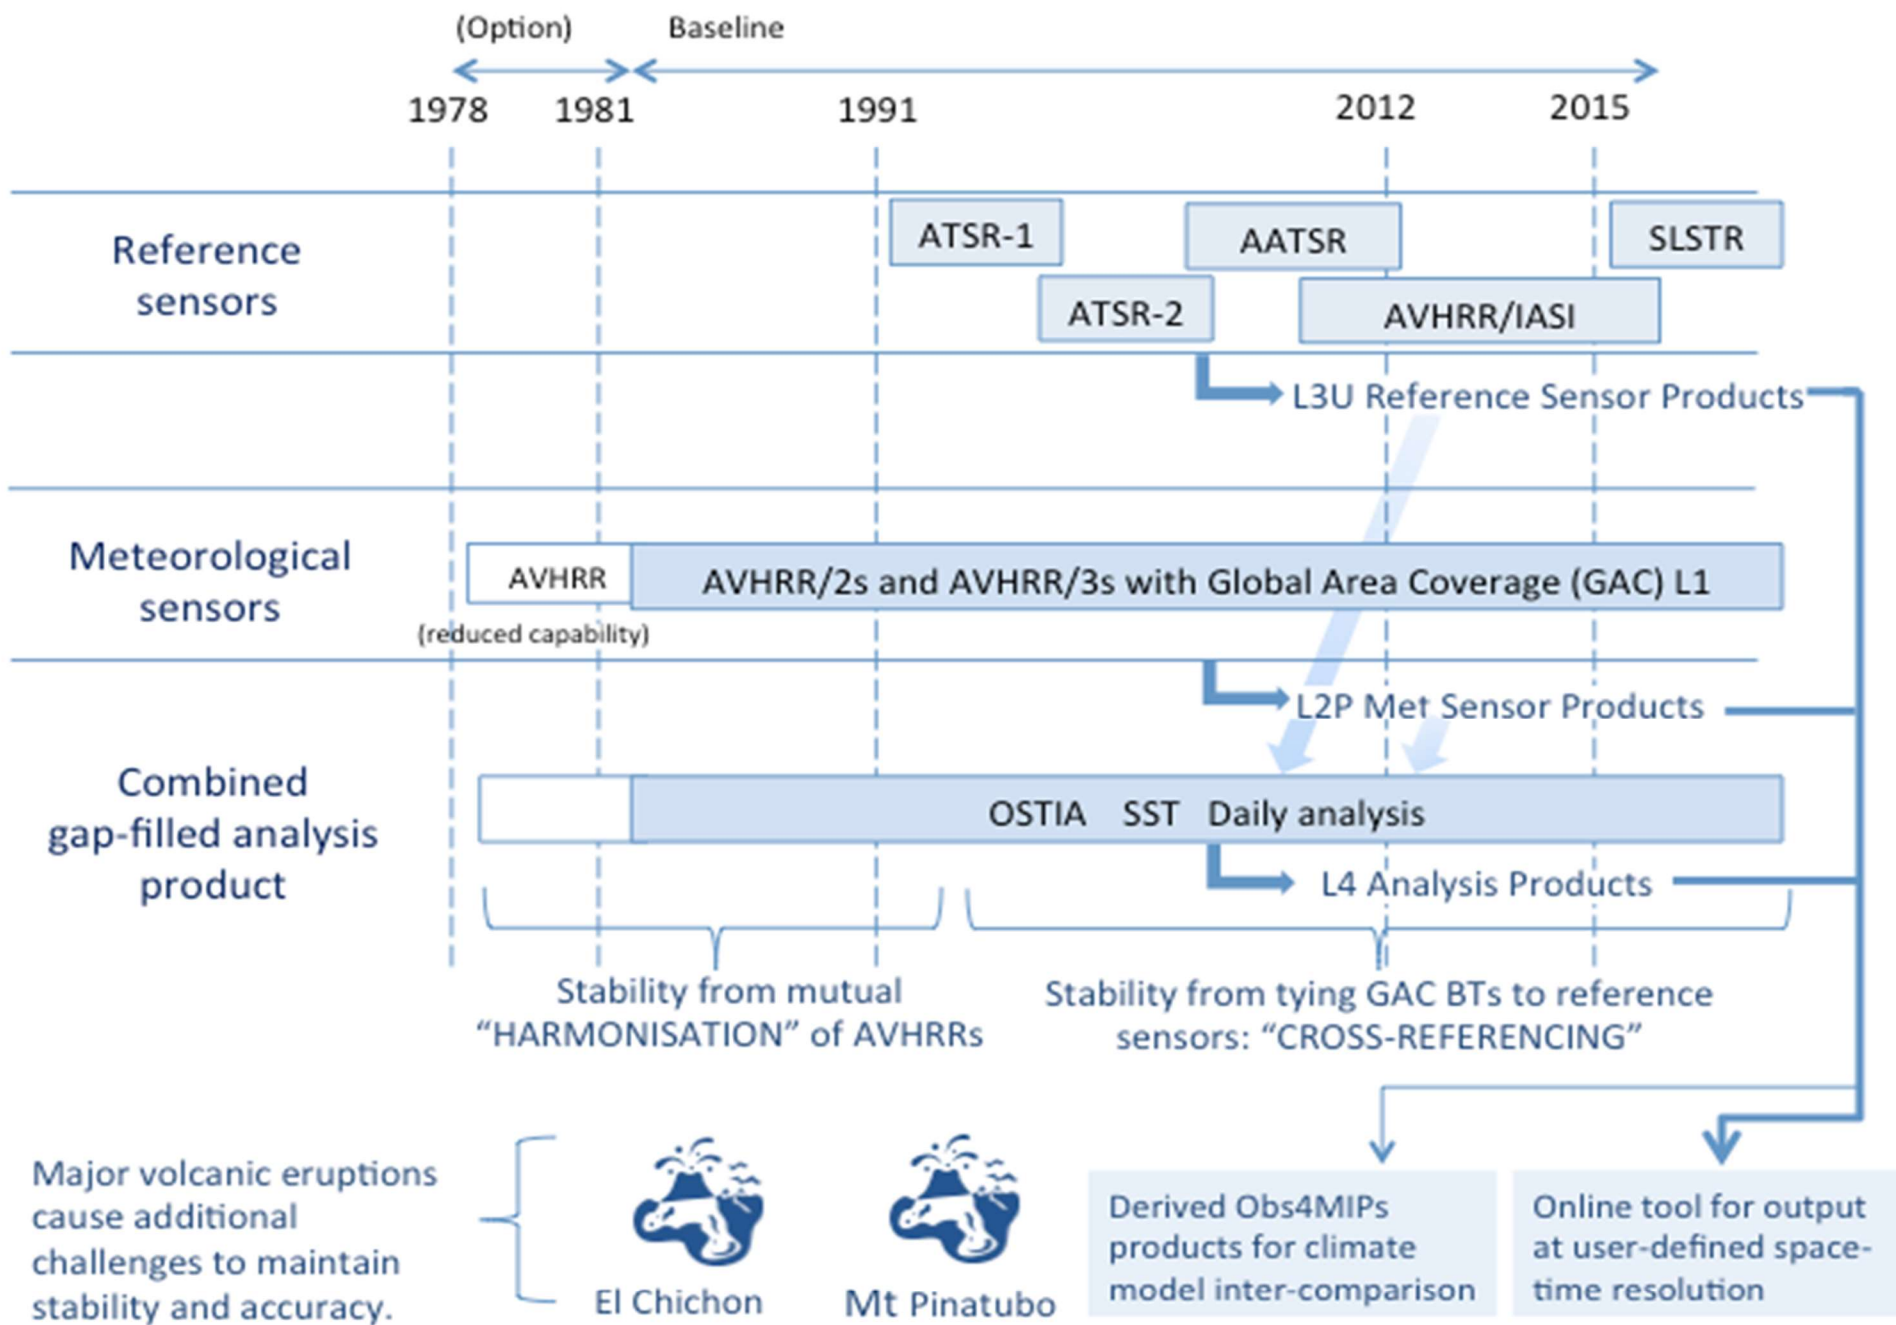 (Option)
Baseline
1978
1981
1991
2012
2015
Reference
sensors
ATSR-1
AATSR
SLSTR
ATSR-2
AVHRR/IASI
L3U Reference Sensor Products
Meteorological
sensors
AVHRR
AVHRR/2s and AVHRR/3s with Global Area Coverage (GAC) L1
(reduced capability)
L2P Met Sensor Products
Combined
gap-filled analysis
product
OSTIA SST Daily analysis
L4 Analysis Products
Stability from mutual
“HARMONISATION” of AVHRRs
Stability from tying GAC BTs to reference
sensors: “CROSS-REFERENCING”
Major volcanic eruptions
cause additional
challenges to maintain
stability and accuracy.
El Chichon
Mt Pinatubo
Derived Obs4MIPs
products for climate
model inter-comparison
Online tool for output
at user-defined space-
time resolution